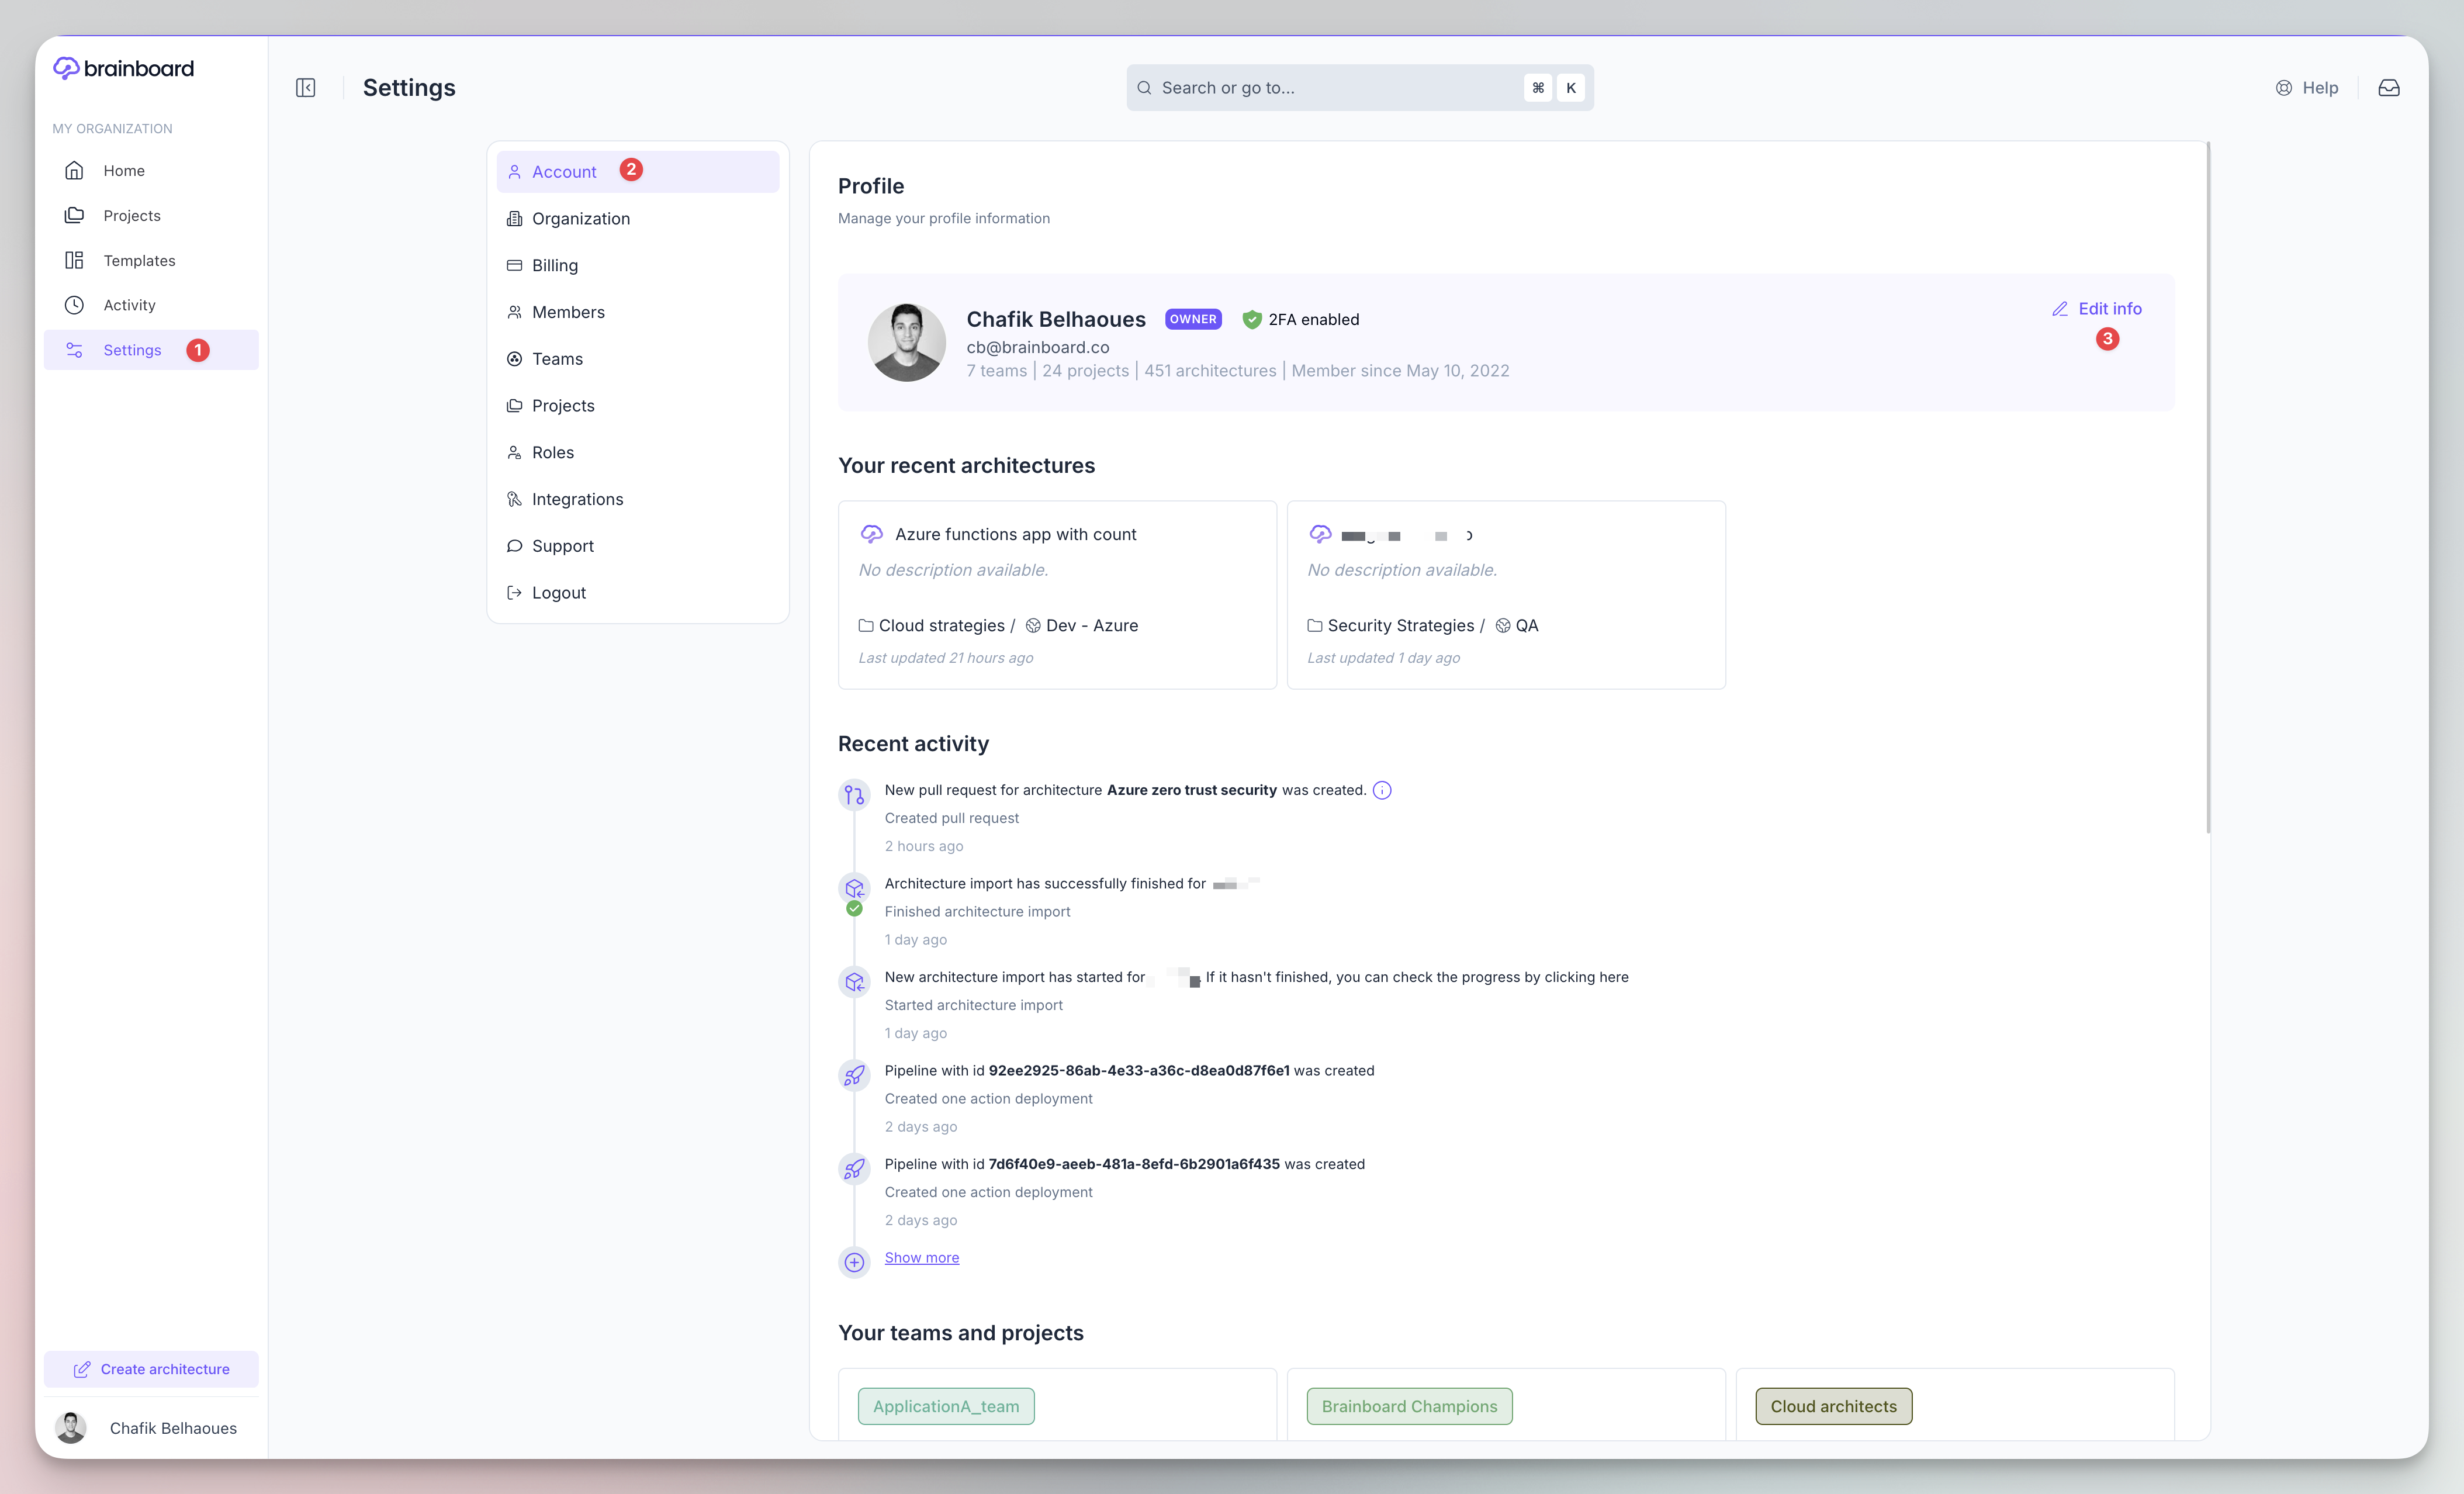 brainboard
Settings
Search or go to...
⌘ K
Help
MY ORGANIZATION
Home
Projects
Templates
Activity
Settings 1
Create architecture
Chafik Belhaoues
Account 2
Organization
Billing
Members
Teams
Projects
Roles
Integrations
Support
Logout
Profile
Manage your profile information
Chafik Belhaoues OWNER 2FA enabled
cb@brainboard.co
7 teams | 24 projects | 451 architectures | Member since May 10, 2022
Edit info
3
Your recent architectures
Azure functions app with count
No description available.
Cloud strategies / Dev - Azure
Last updated 21 hours ago
No description available.
Security Strategies / QA
Last updated 1 day ago
Recent activity
New pull request for architecture Azure zero trust security was created.
Created pull request
2 hours ago
Architecture import has successfully finished for
Finished architecture import
1 day ago
New architecture import has started for If it hasn't finished, you can check the progress by clicking here
Started architecture import
1 day ago
Pipeline with id 92ee2925-86ab-4e33-a36c-d8ea0d87f6e1 was created
Created one action deployment
2 days ago
Pipeline with id 7d6f40e9-aeeb-481a-8efd-6b2901a6f435 was created
Created one action deployment
2 days ago
Show more
Your teams and projects
ApplicationA_team
Brainboard Champions
Cloud architects